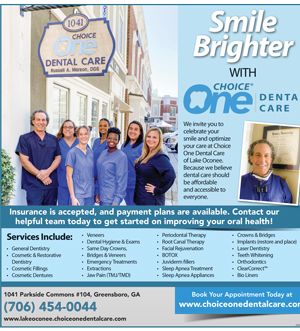 1041
CHOICE
One
DENTAL CARE
Russell A. Mereon, DDS
Smile
Brighter
WITH
CHOICE
One DENTA
CARE
We invite you to
celebrate your
smile and optimize
your care at Choice
One Dental Care
of Lake Oconee.
Because we believe
dental care should
be affordable
and accessible to
everyone.
Insurance is accepted, and payment plans are available. Contact our
helpful team today to get started on improving your oral health!
Services Include:
• General Dentistry
• Cosmetic & Restorative
Dentistry
• Cosmetic Fillings
• Cosmetic Dentures
• Veneers
• Dental Hygiene & Exams
• Same Day Crowns,
Bridges & Veneers
• Emergency Treatments
• Extractions
• Jaw Pain (TMJ/TMD)
• Periodontal Therapy
• Root Canal Therapy
• Facial Rejuvenation
• BOTOX
• Juviderm fillers
• Sleep Apnea Treatment
• Sleep Apnea Appliances
• Crowns & Bridges
• Implants (restore and place)
• Laser Dentistry
• Teeth Whitening
• Orthodontics
• ClearCorrect™
• Bio Liners
1041 Parkside Commons #104, Greensboro, GA
(706) 454-0044
lakeoconee.choiceonedentalcare.com
Book Your Appointment Today at
www.choiceonedentalcare.com